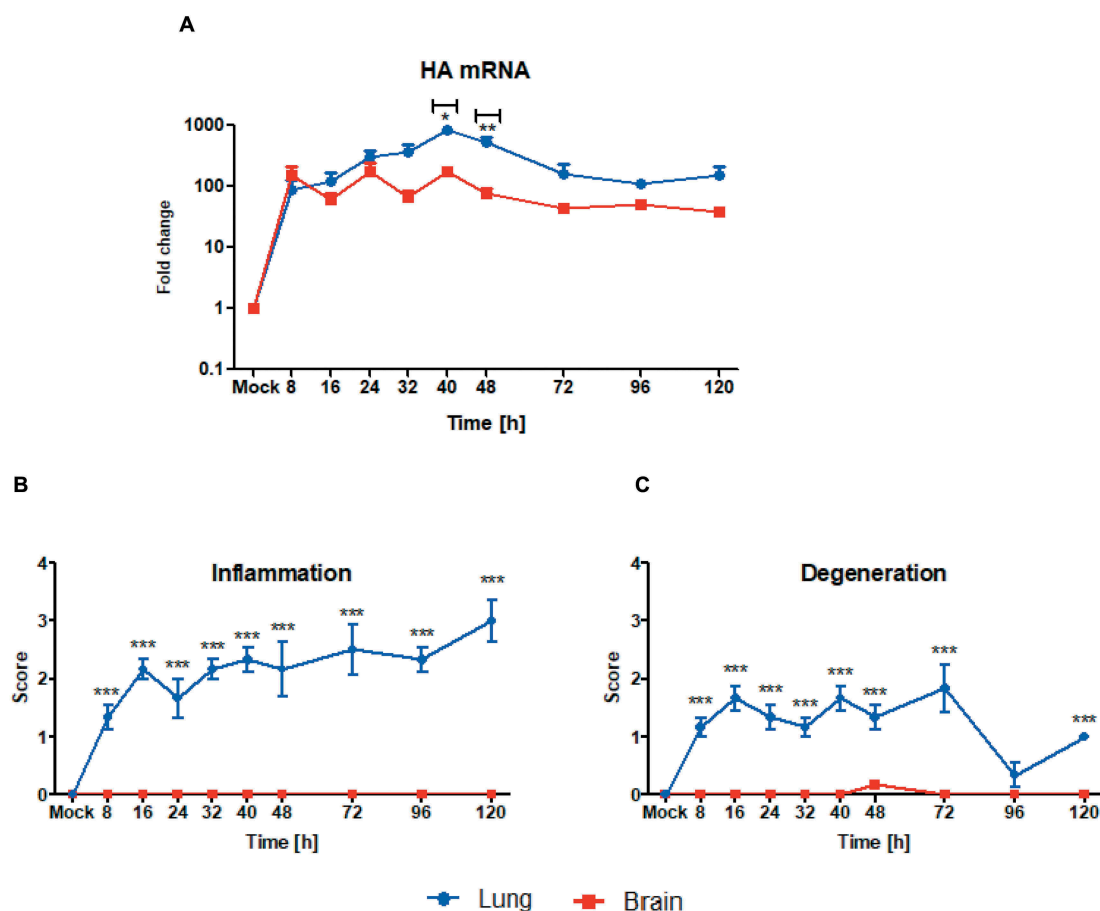 A
HA mRNA
* **
1000
100
10
1
0.1
Fold change
Mock 8 16 24 32 40 48 72 96 120
Time [h]
B
Inflammation
4
3
2
1
0
Score
*** *** *** *** *** *** *** *** ***
Mock 8 16 24 32 40 48 72 96 120
Time [h]
C
Degeneration
4
3
2
1
0
Score
*** *** *** *** *** *** *** ***
Mock 8 16 24 32 40 48 72 96 120
Time [h]
Lung Brain